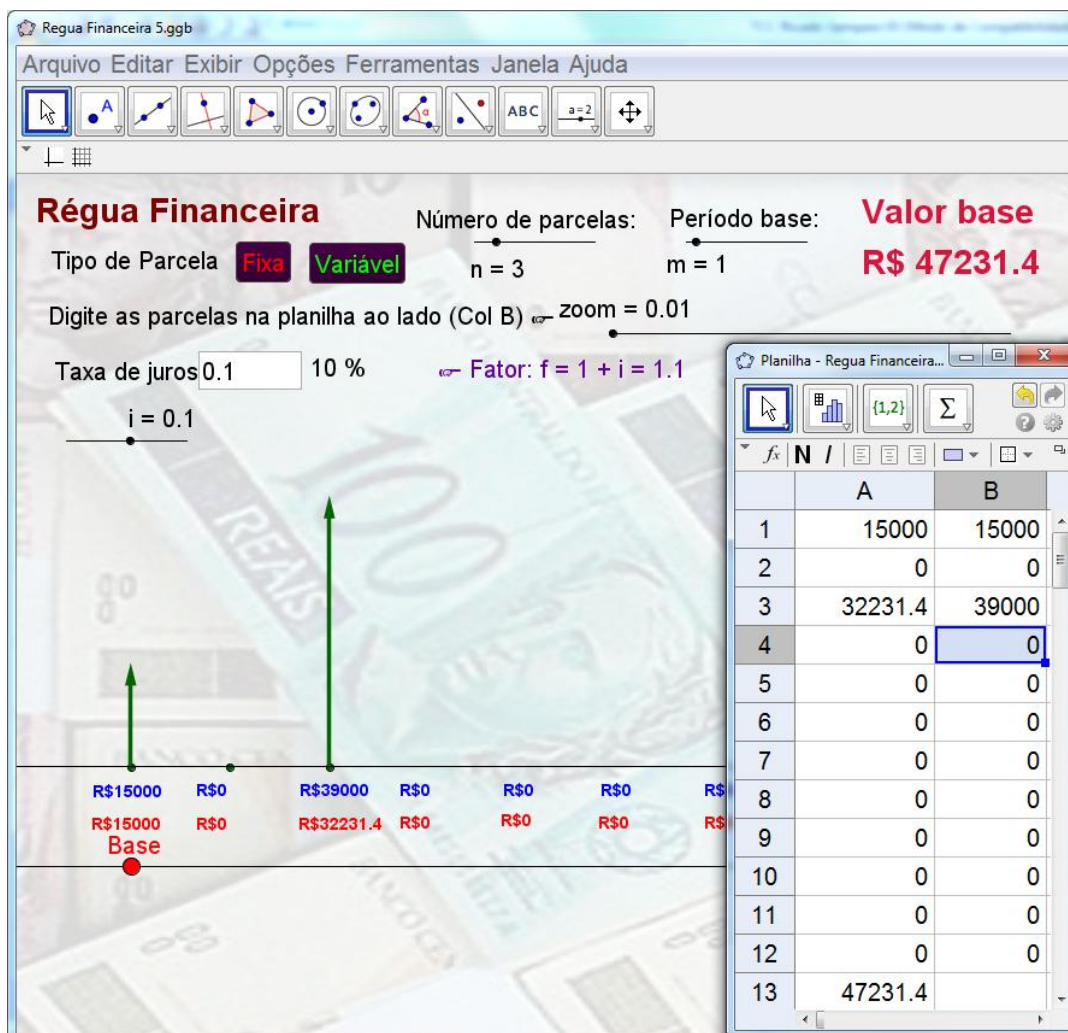 Regua Financeira 5.ggb
Arquivo Editar Exibir Opções Ferramentas Janela Ajuda
A
α
ABC
a=2
Régua Financeira
Número de parcelas:
Período base:
Valor base
Tipo de Parcela
Fixa
Variável
n = 3
m = 1
R$ 47231.4
Digite as parcelas na planilha ao lado (Col B) ☞ zoom = 0.01
Taxa de juros 0.1
10 %
☞ Fator: f = 1 + i = 1.1
i = 0.1
100
REAIS
R$15000 R$0 R$39000 R$0 R$0 R$0 R$
R$15000 R$0 R$32231.4 R$0 R$0 R$0 R$
Base
Planilha - Regua Financeira...
{1,2}
Σ
fx N I
A B
1 15000 15000
2 0 0
3 32231.4 39000
4 0 0
5 0 0
6 0 0
7 0 0
8 0 0
9 0 0
10 0 0
11 0 0
12 0 0
13 47231.4